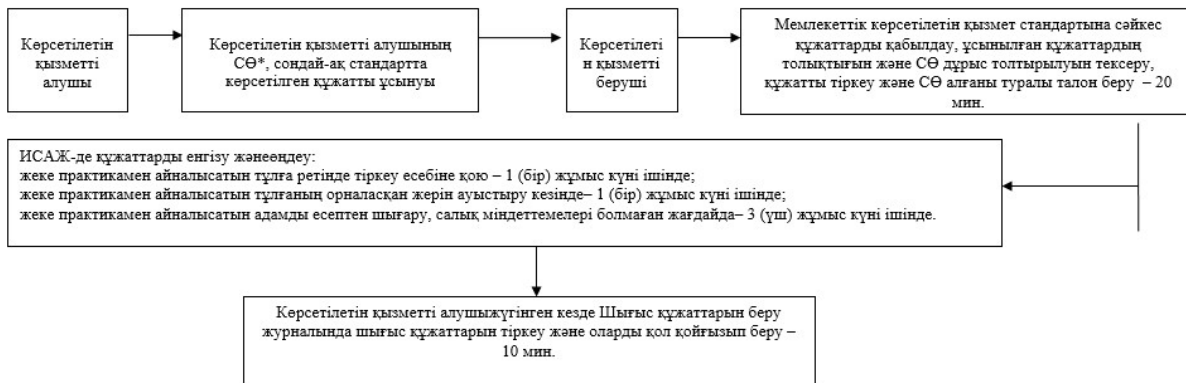 Көрсетілетін
қызметті
алушы
Көрсетілетін қызметті алушының
СӨ*, сондай-ақ стандартта
көрсетілген құжатты ұсынуы
Көрсетілеті
н қызметті
беруші
Мемлекеттік көрсетілетін қызмет стандартына сәйкес
құжаттарды қабылдау, ұсынылған құжаттардың
толықтығын және СӨ дұрыс толтырылуын тексеру,
құжатты тіркеу және СӨ алғаны туралы талон беру – 20
мин.
ИСАЖ-де құжаттарды енгізу жәнеөңдеу:
жеке практикамен айналысатын тұлға ретінде тіркеу есебіне қою – 1 (бір) жұмыс күні ішінде;
жеке практикамен айналысатын тұлғаның орналасқан жерін ауыстыру кезінде– 1 (бір) жұмыс күні ішінде;
жеке практикамен айналысатын адамды есептен шығару, салық міндеттемелері болмаған жағдайда– 3 (үш) жұмыс күні ішінде.
Көрсетілетін қызметті алушыжүгінген кезде Шығыс құжаттарын беру
журналында шығыс құжаттарын тіркеу және оларды қол қойғызып беру –
10 мин.